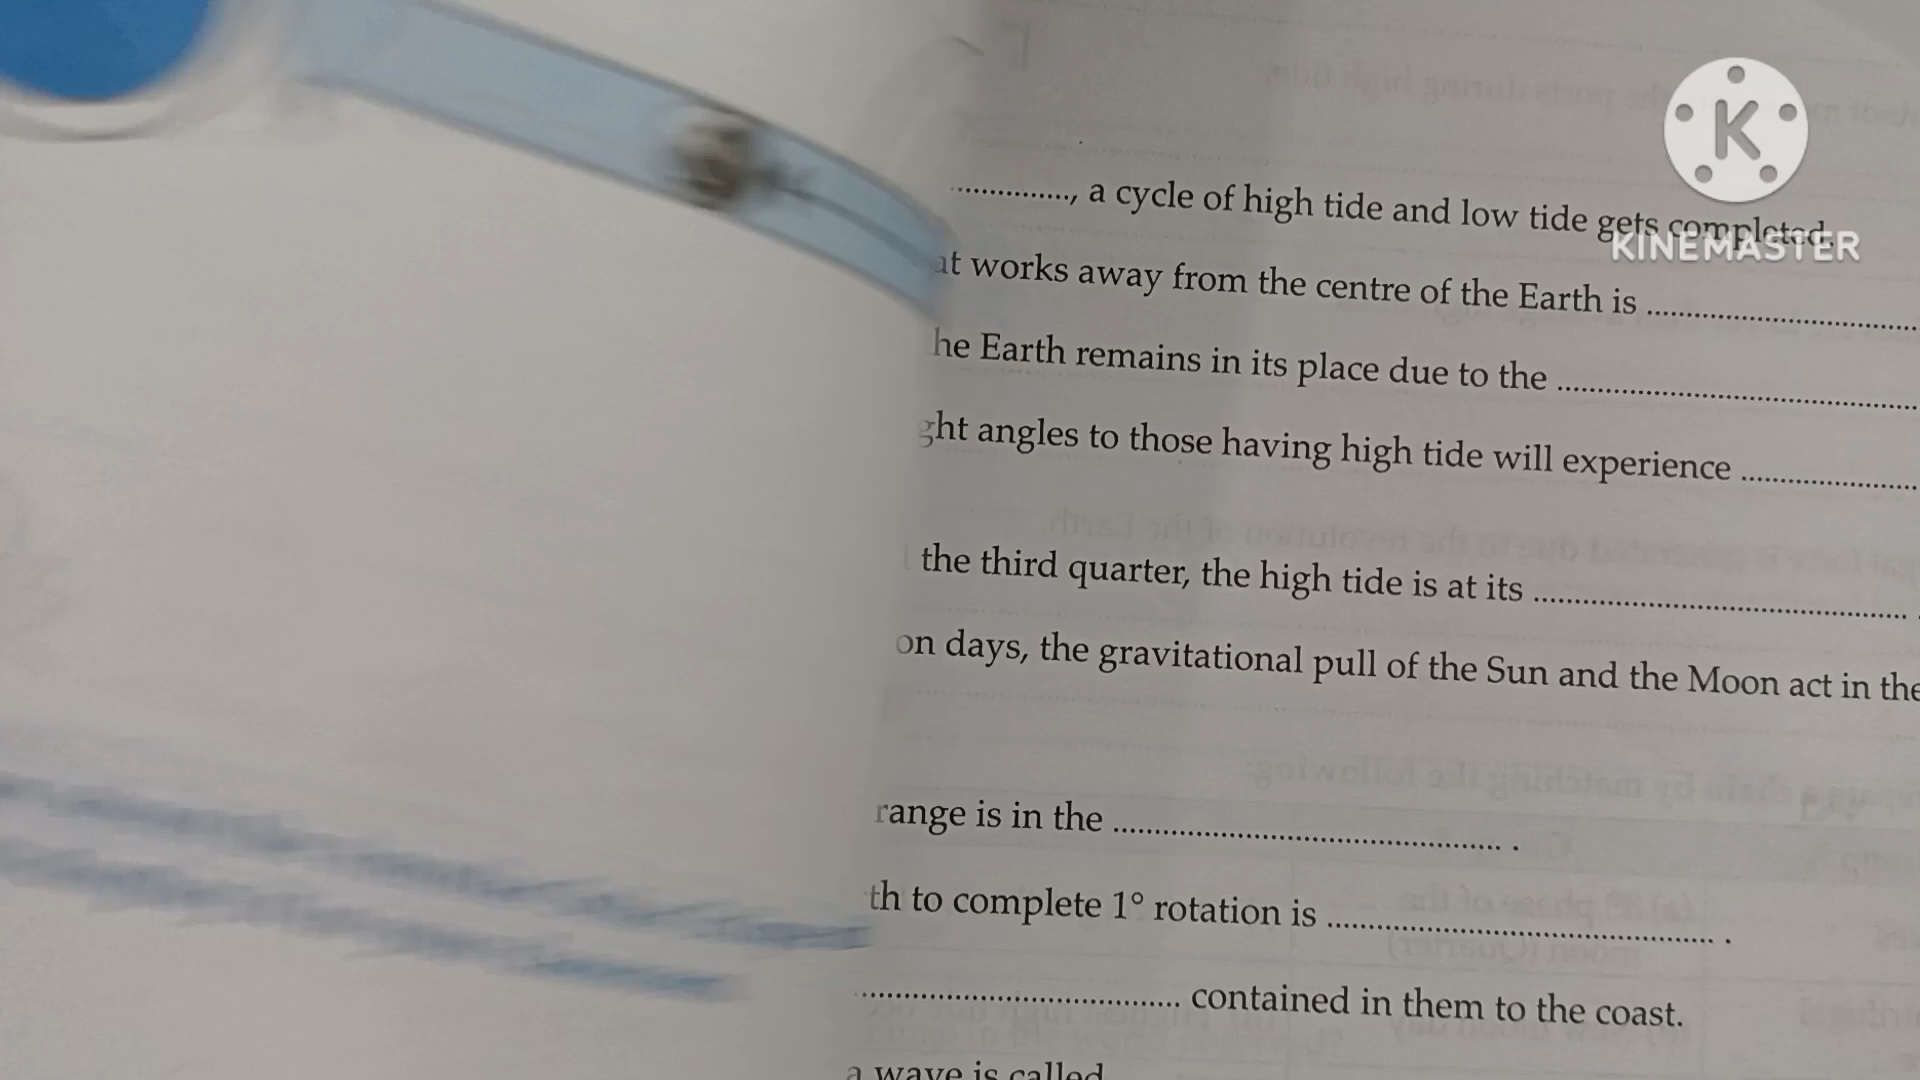 K
KINEMASTER
.............., a cycle of high tide and low tide gets completed.
at works away from the centre of the Earth is ..................................
he Earth remains in its place due to the ............................................
ght angles to those having high tide will experience ......................
the third quarter, the high tide is at its ............................................. .
on days, the gravitational pull of the Sun and the Moon act in the
range is in the ............................................... .
th to complete 1° rotation is ............................................... .
....................................... contained in them to the coast.
a wave is called